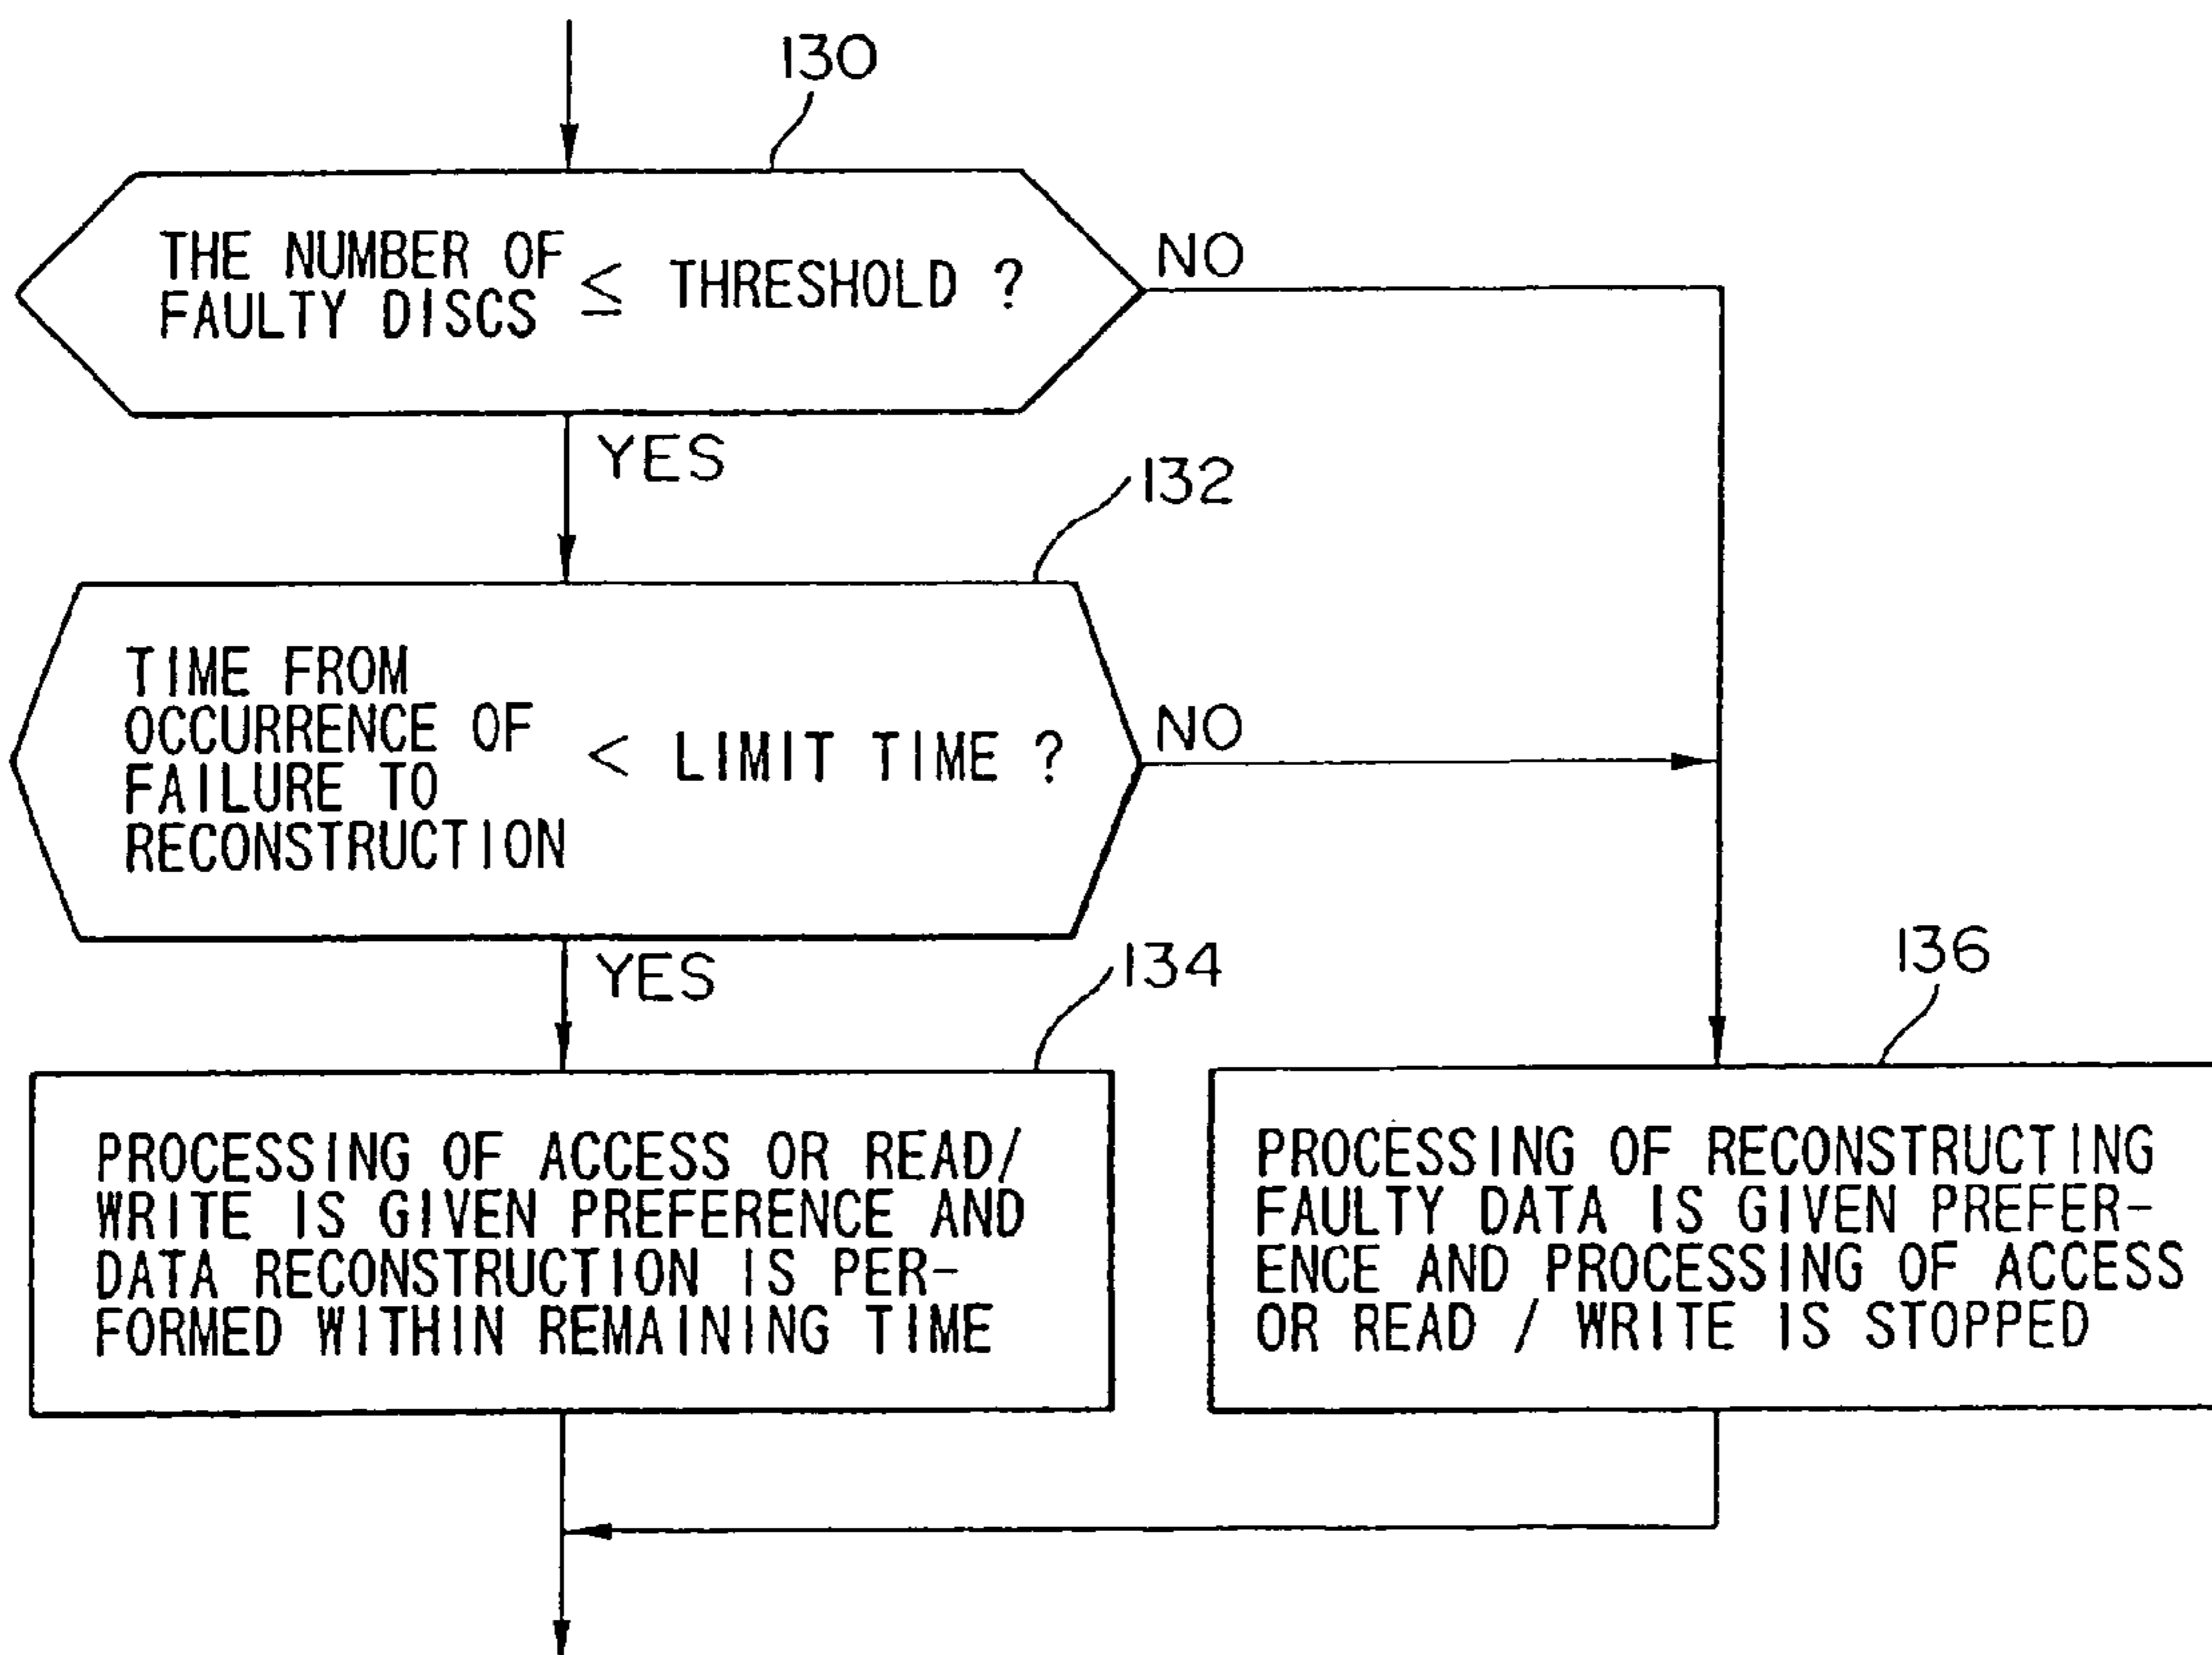 130
THE NUMBER OF
FAULTY DISCS ≤ THRESHOLD ?
NO
YES
132
TIME FROM
OCCURRENCE OF
FAILURE TO
RECONSTRUCTION
< LIMIT TIME ?
NO
YES
134
136
PROCESSING OF ACCESS OR READ/
WRITE IS GIVEN PREFERENCE AND
DATA RECONSTRUCTION IS PER-
FORMED WITHIN REMAINING TIME
PROCESSING OF RECONSTRUCTING
FAULTY DATA IS GIVEN PREFER-
ENCE AND PROCESSING OF ACCESS
OR READ / WRITE IS STOPPED